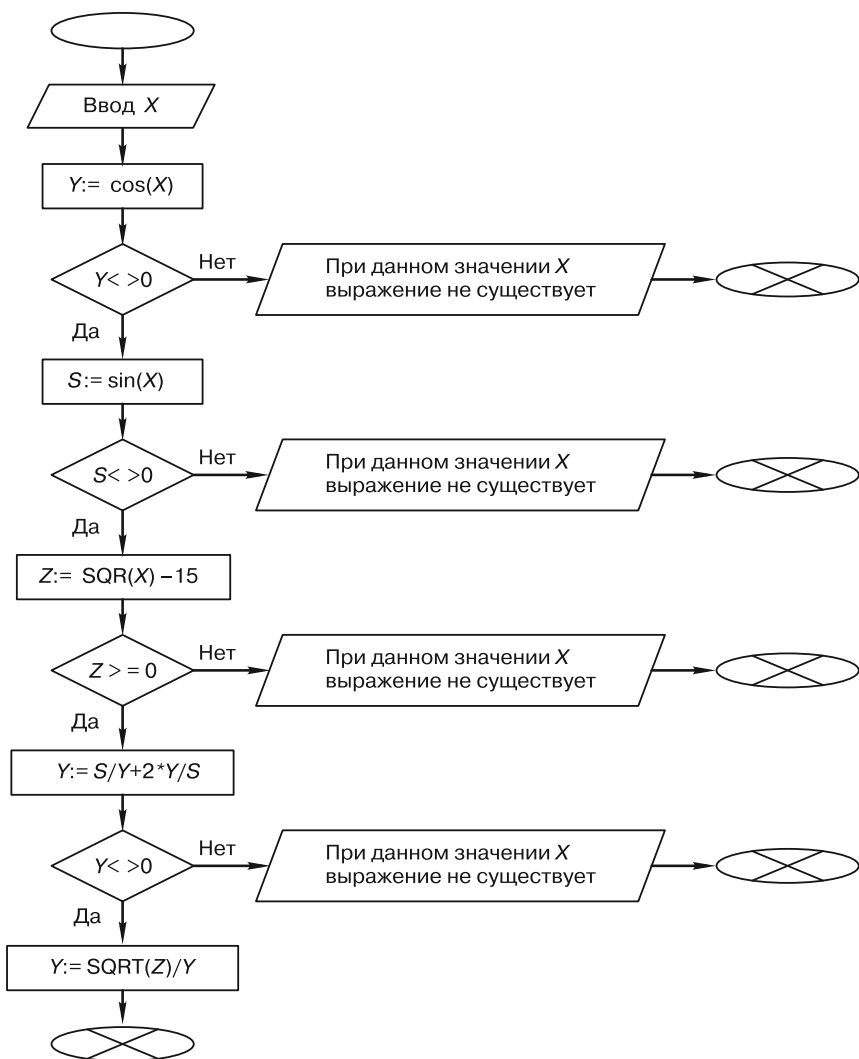 Ввод X
Y:= cos(X)
Y< >0
Нет
При данном значении X
выражение не существует
Да
S:= sin(X)
S< >0
Нет
При данном значении X
выражение не существует
Да
Z:= SQR(X) –15
Z >= 0
Нет
При данном значении X
выражение не существует
Да
Y:= S/Y+2*Y/S
Y< >0
Нет
При данном значении X
выражение не существует
Да
Y:= SQRT(Z)/Y